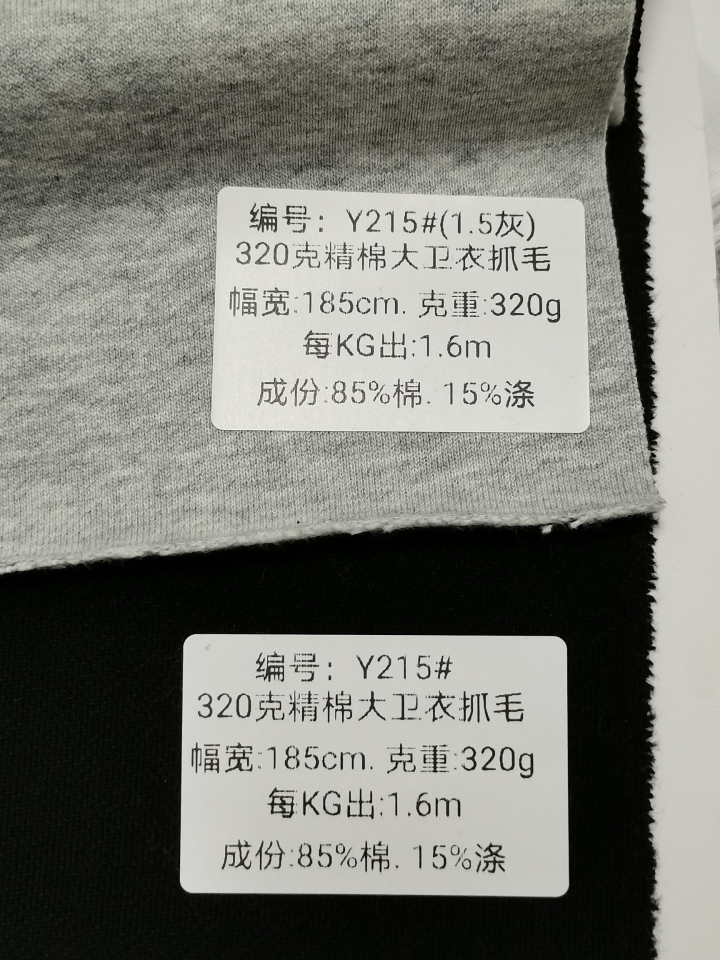 编号: Y215#(1.5灰)
320克精棉大卫衣抓毛
幅宽:185cm. 克重:320g
每KG出:1.6m
成份:85%棉. 15%涤
编号: Y215#
320克精棉大卫衣抓毛
幅宽:185cm. 克重:320g
每KG出:1.6m
成份:85%棉. 15%涤